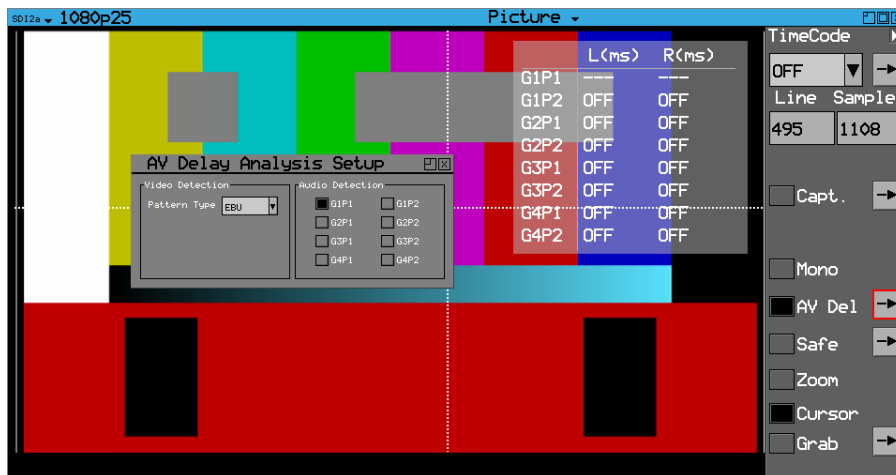 SDI2a 1080p25 Picture
TimeCode
OFF
Line Sample
495 1108
Capt.
Mono
AV Del
Safe
Zoom
Cursor
Grab
L(ms) R(ms)
G1P1 --- ---
G1P2 OFF OFF
G2P1 OFF OFF
G2P2 OFF OFF
G3P1 OFF OFF
G3P2 OFF OFF
G4P1 OFF OFF
G4P2 OFF OFF
AV Delay Analysis Setup
Video Detection
Pattern Type EBU
Audio Detection
G1P1 G1P2
G2P1 G2P2
G3P1 G3P2
G4P1 G4P2